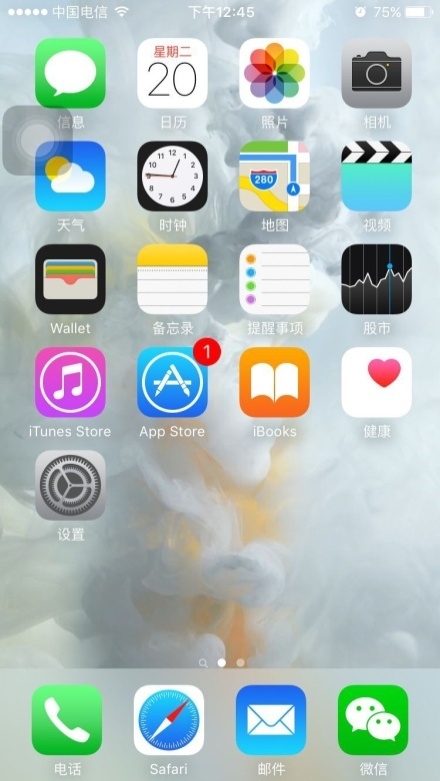 中国电信 下午12:45 75%
星期二
20
信息 日历 照片 相机
280
天气 时钟 地图 视频
Wallet 备忘录 提醒事项 股市
1
iTunes Store App Store iBooks 健康
设置
电话 Safari 邮件 微信